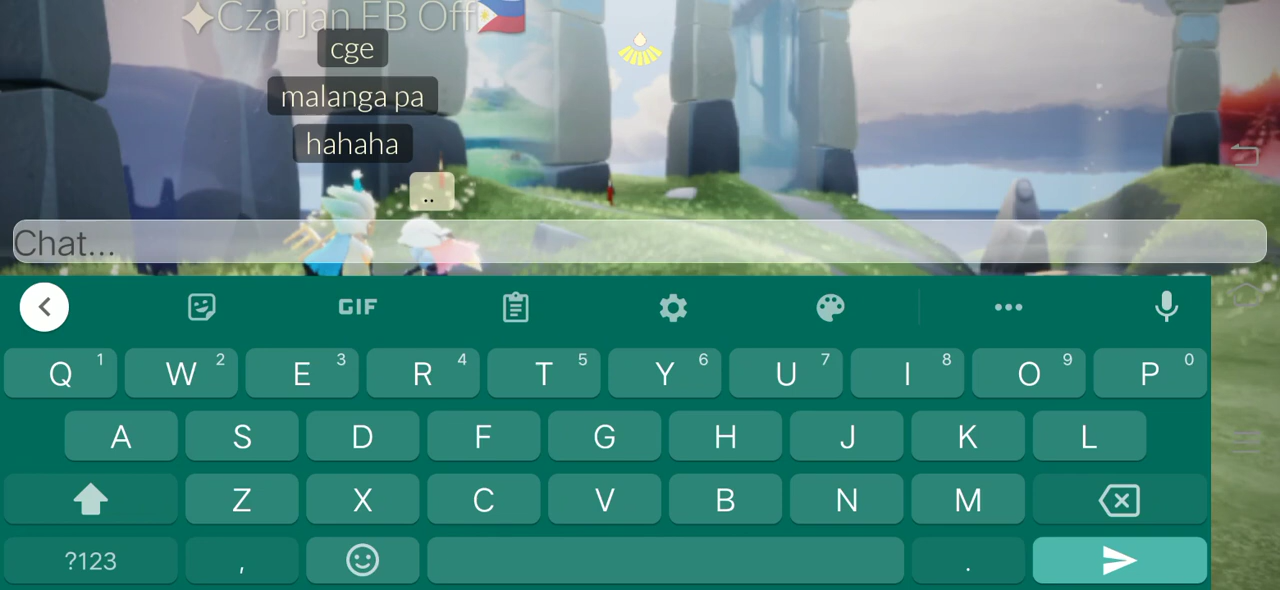 ✦Czarjan FB Off🇵🇭
cge
malanga pa
hahaha
..
Chat...
GIF
Q 1 W 2 E 3 R 4 T 5 Y 6 U 7 I 8 O 9 P 0
A S D F G H J K L
Z X C V B N M
?123 , .